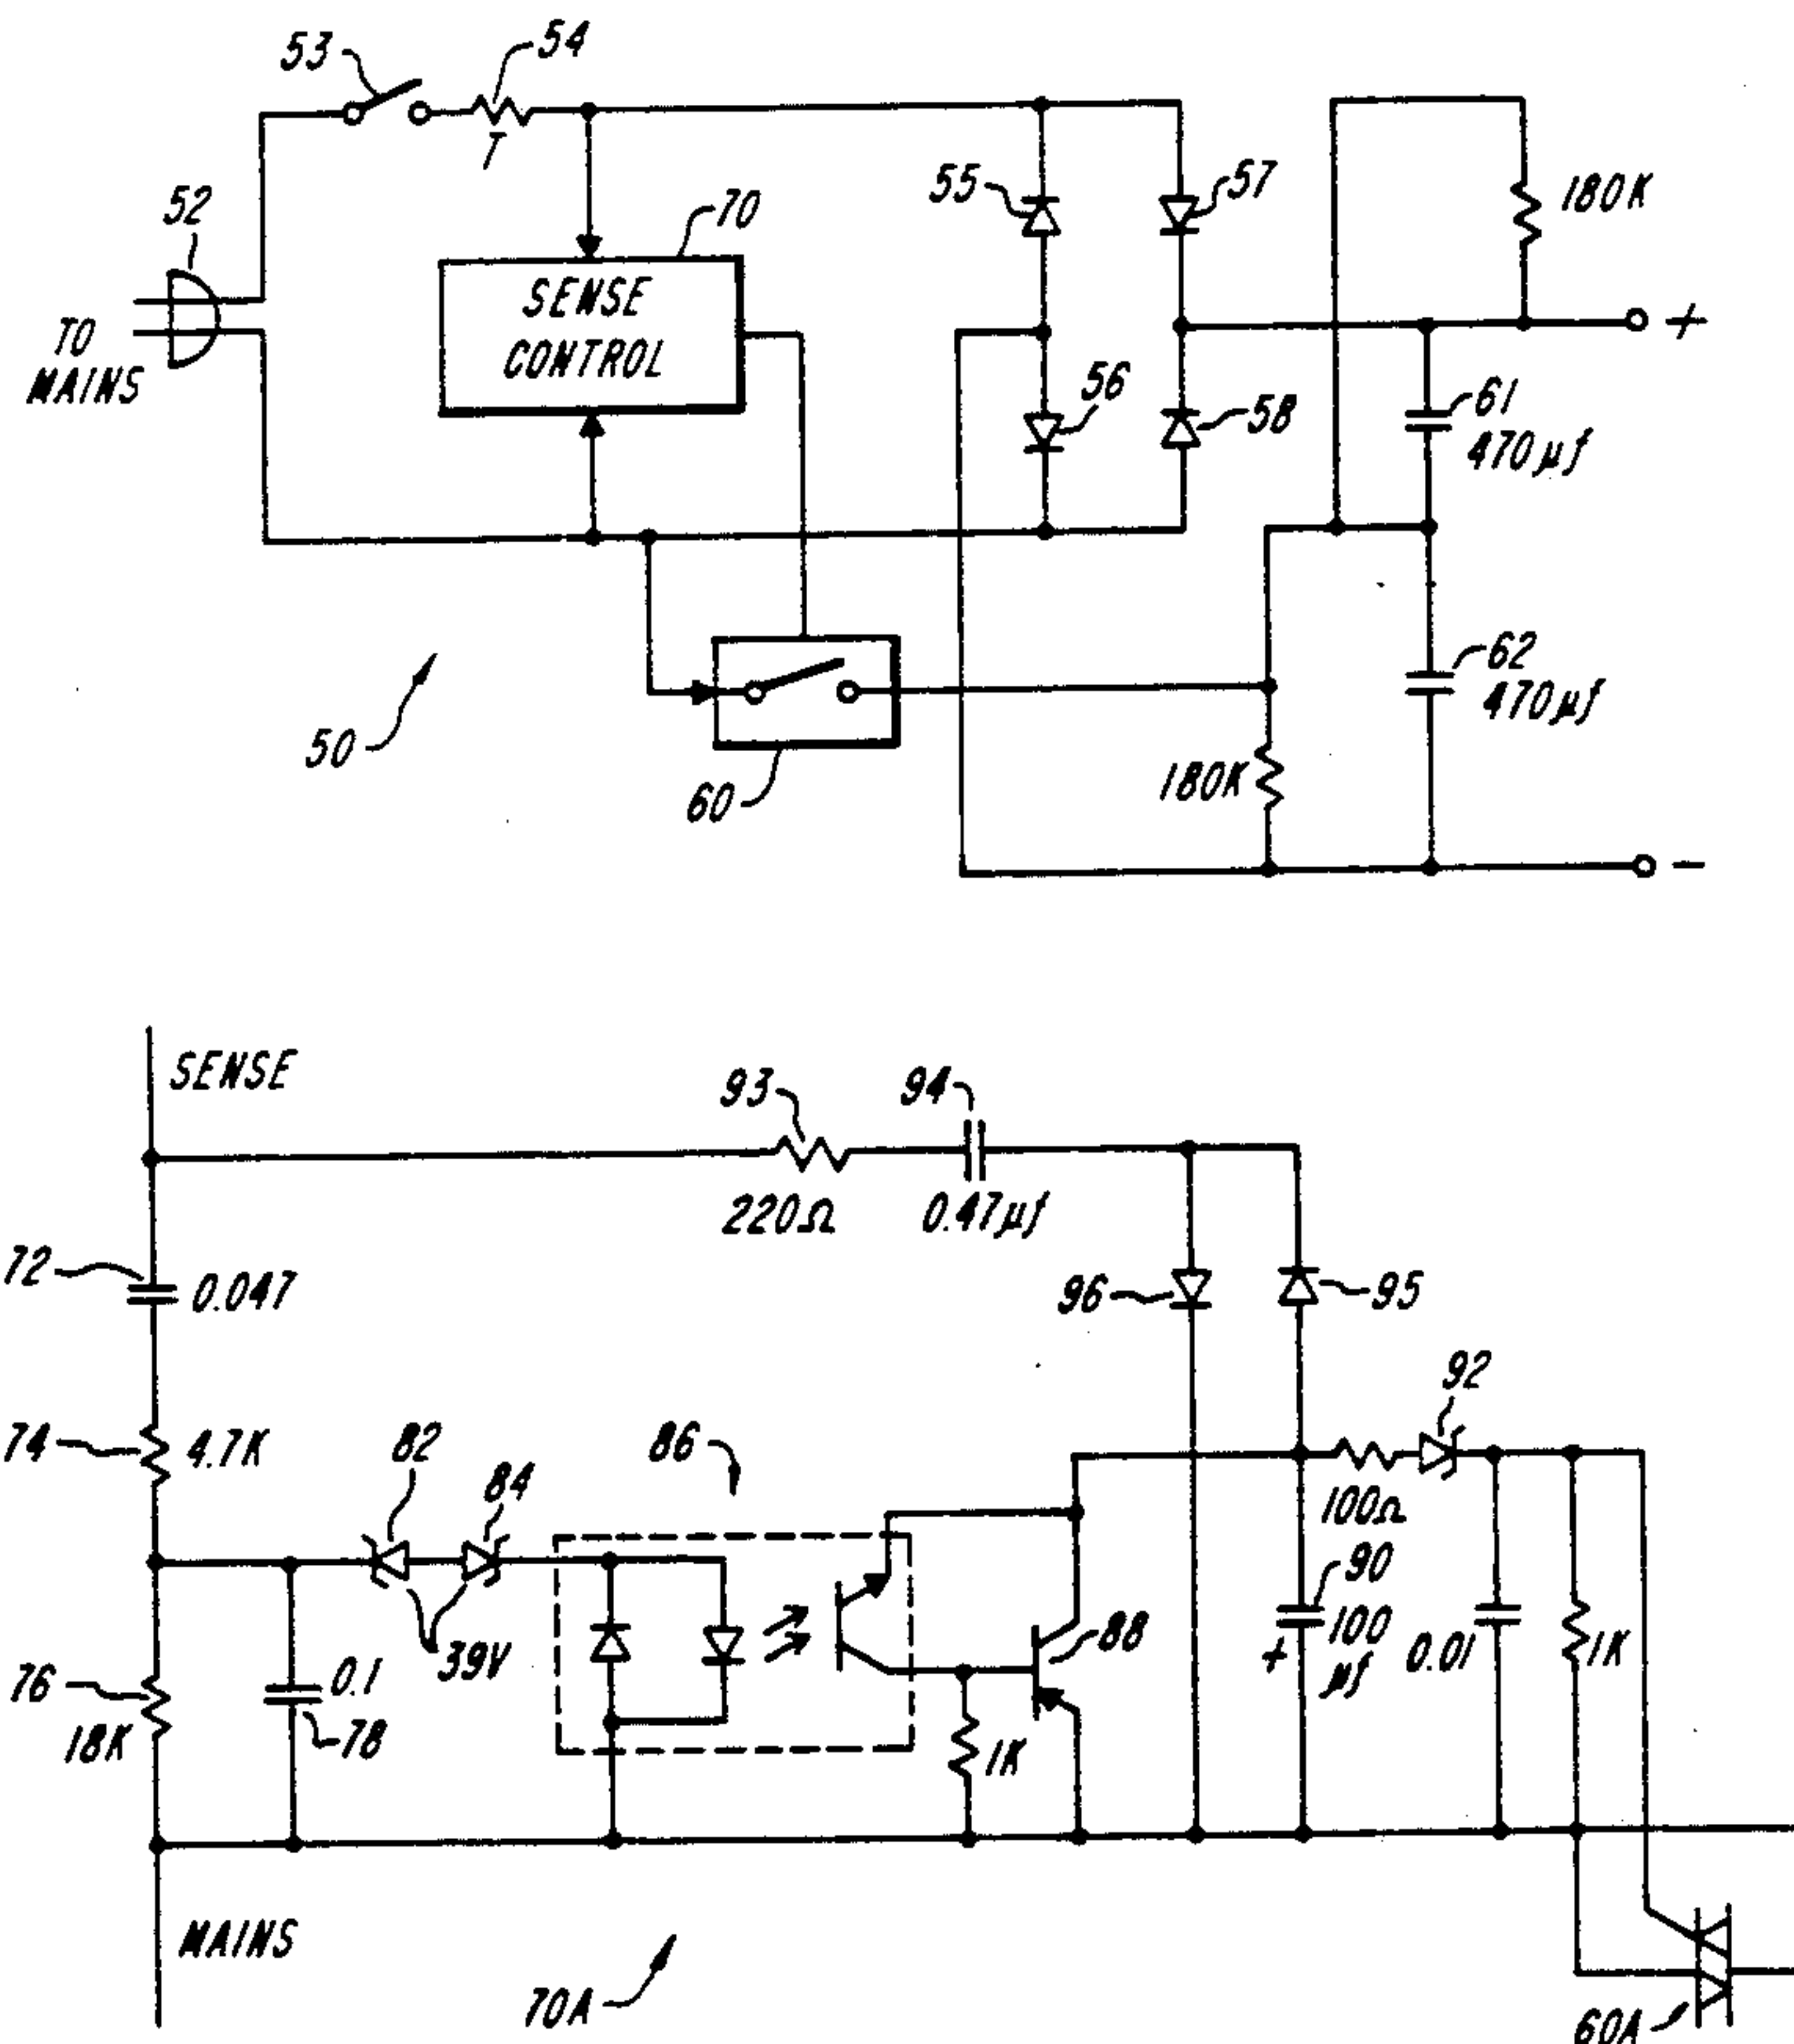 53
54
T
52
TO
MAINS
70
SENSE
CONTROL
55
57
180K
+
56
58
61
470µf
50
60
180K
62
470µf
-
SENSE
93
220Ω
94
0.47µf
72
0.047
96
95
74
4.7K
82
84
39V
86
92
100Ω
76
18K
0.1
78
88
1K
90
100
µf
+
0.01
1K
MAINS
70A
60A